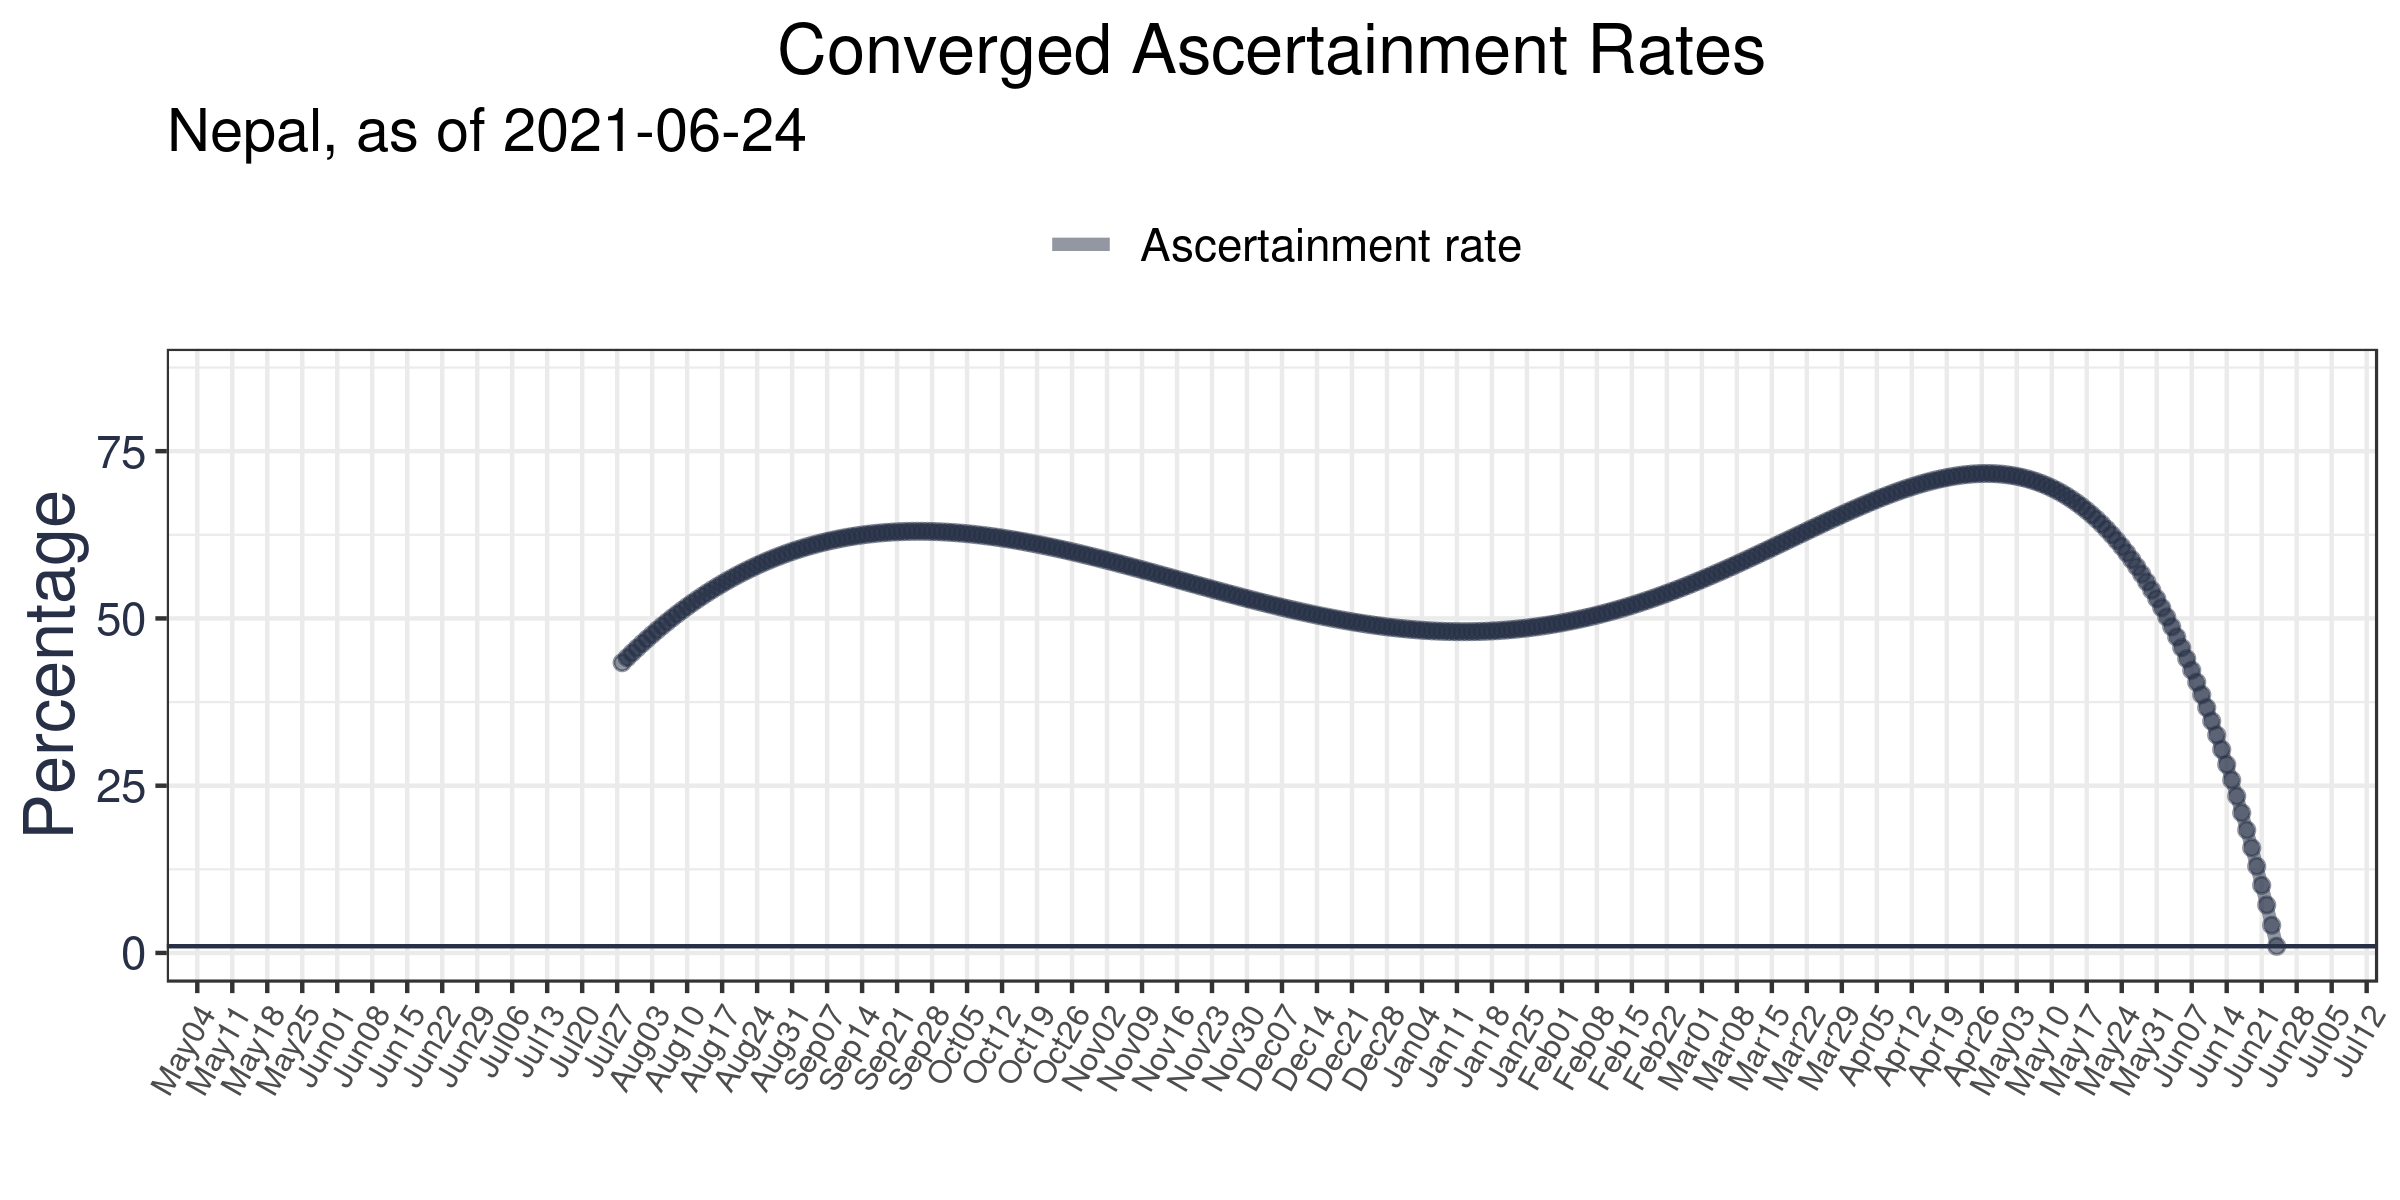 Converged Ascertainment Rates
Nepal, as of 2021-06-24
Ascertainment rate
Percentage
75
50
25
0
May04
May11
May18
May25
Jun01
Jun08
Jun15
Jun22
Jun29
Jul06
Jul13
Jul20
Jul27
Aug03
Aug10
Aug17
Aug24
Aug31
Sep07
Sep14
Sep21
Sep28
Oct05
Oct12
Oct19
Oct26
Nov02
Nov09
Nov16
Nov23
Nov30
Dec07
Dec14
Dec21
Dec28
Jan04
Jan11
Jan18
Jan25
Feb01
Feb08
Feb15
Feb22
Mar01
Mar08
Mar15
Mar22
Mar29
Apr05
Apr12
Apr19
Apr26
May03
May10
May17
May24
May31
Jun07
Jun14
Jun21
Jun28
Jul05
Jul12